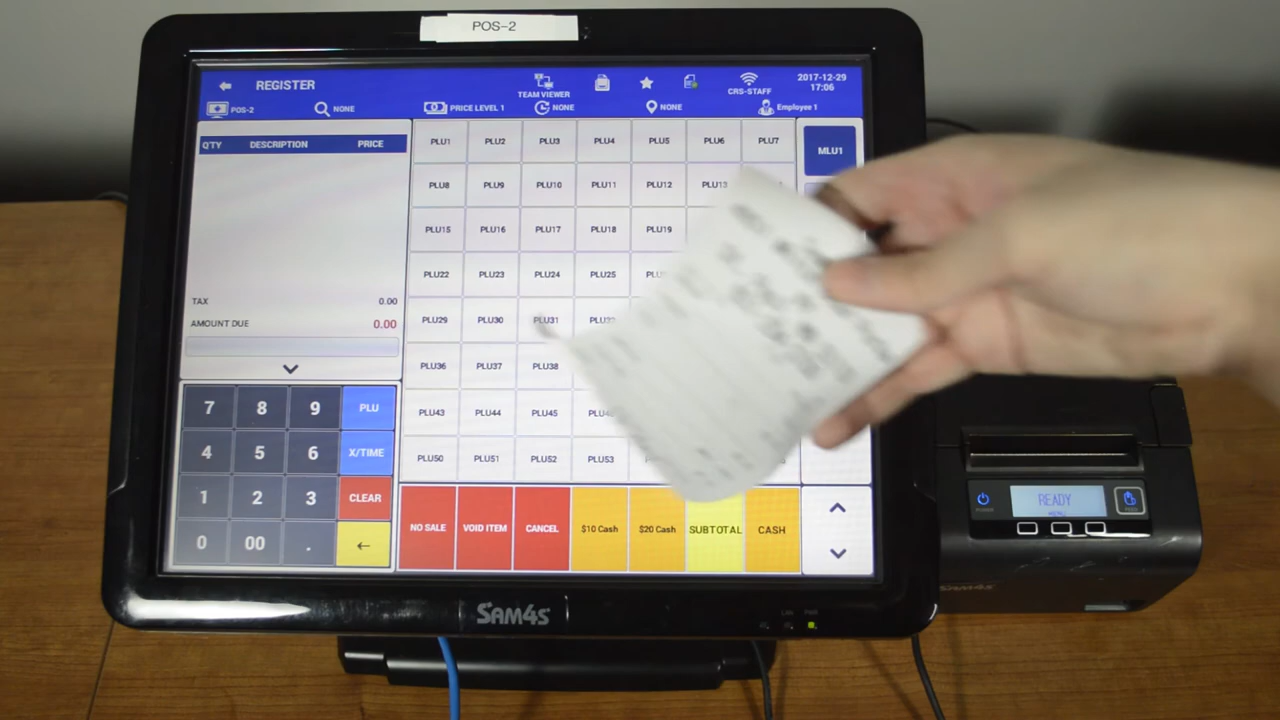 POS-2
REGISTER
TEAM VIEWER
CRS-STAFF
2017-12-29
17:06
POS-2
NONE
PRICE LEVEL 1
NONE
NONE
Employee 1
QTY DESCRIPTION PRICE
TAX 0.00
AMOUNT DUE 0.00
PLU1 PLU2 PLU3 PLU4 PLU5 PLU6 PLU7
PLU8 PLU9 PLU10 PLU11 PLU12 PLU13
PLU15 PLU16 PLU17 PLU18 PLU19
PLU22 PLU23 PLU24 PLU25
PLU29 PLU30 PLU31
PLU36 PLU37 PLU38
PLU43 PLU44 PLU45
PLU50 PLU51 PLU52 PLU53
MLU1
7 8 9 PLU
4 5 6 X/TIME
1 2 3 CLEAR
0 00 . ←
NO SALE VOID ITEM CANCEL $10 Cash $20 Cash SUBTOTAL CASH
SAM4S
READY
MENU
POWER
FEED
SAM4S